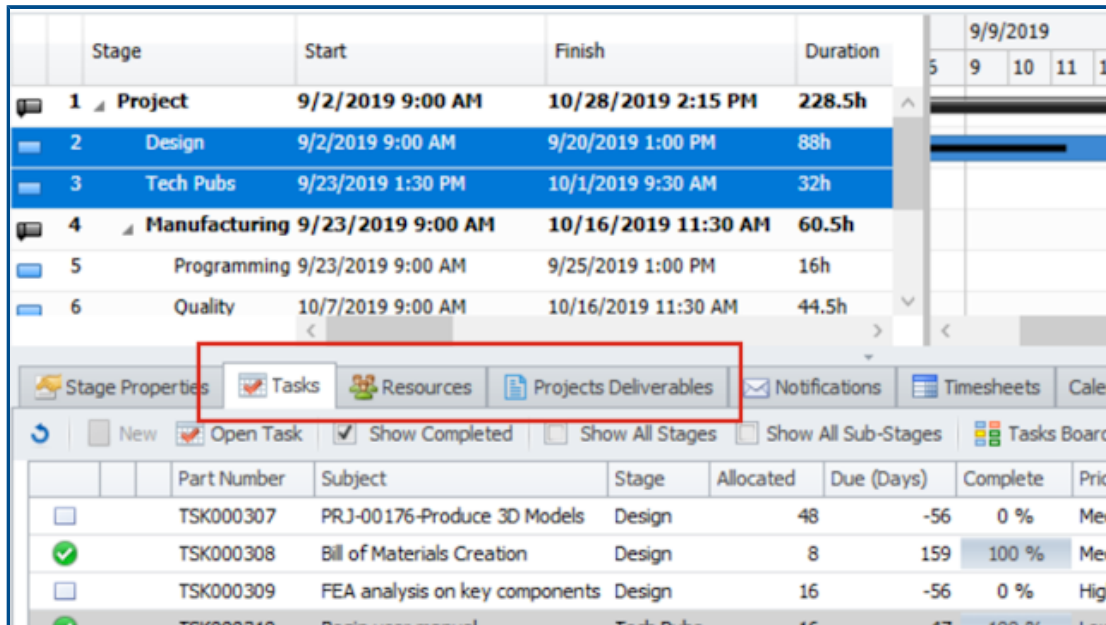 9/9/2019
Stage Start Finish Duration
9 10 11
1 Project 9/2/2019 9:00 AM 10/28/2019 2:15 PM 228.5h
2 Design 9/2/2019 9:00 AM 9/20/2019 1:00 PM 88h
3 Tech Pubs 9/23/2019 1:30 PM 10/1/2019 9:30 AM 32h
4 Manufacturing 9/23/2019 9:00 AM 10/16/2019 11:30 AM 60.5h
5 Programming 9/23/2019 9:00 AM 9/25/2019 1:00 PM 16h
6 Quality 10/7/2019 9:00 AM 10/16/2019 11:30 AM 44.5h
Stage Properties Tasks Resources Projects Deliverables Notifications Timesheets Cale
New Open Task Show Completed Show All Stages Show All Sub-Stages Tasks Board
Part Number Subject Stage Allocated Due (Days) Complete Prio
TSK000307 PRJ-00176-Produce 3D Models Design 48 -56 0 % Me
TSK000308 Bill of Materials Creation Design 8 159 100 % Me
TSK000309 FEA analysis on key components Design 16 -56 0 % Hig